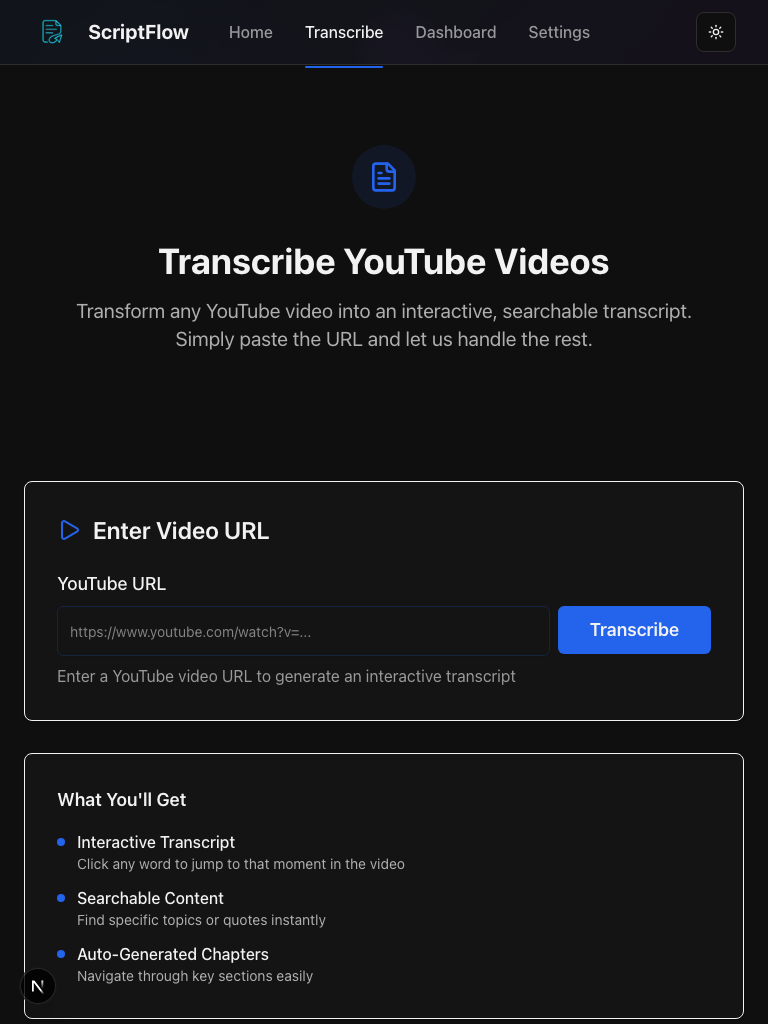 ScriptFlow Home Transcribe Dashboard Settings
Transcribe YouTube Videos
Transform any YouTube video into an interactive, searchable transcript.
Simply paste the URL and let us handle the rest.
Enter Video URL
YouTube URL
https://www.youtube.com/watch?v=... Transcribe
Enter a YouTube video URL to generate an interactive transcript
What You'll Get
Interactive Transcript
Click any word to jump to that moment in the video
Searchable Content
Find specific topics or quotes instantly
Auto-Generated Chapters
Navigate through key sections easily
N